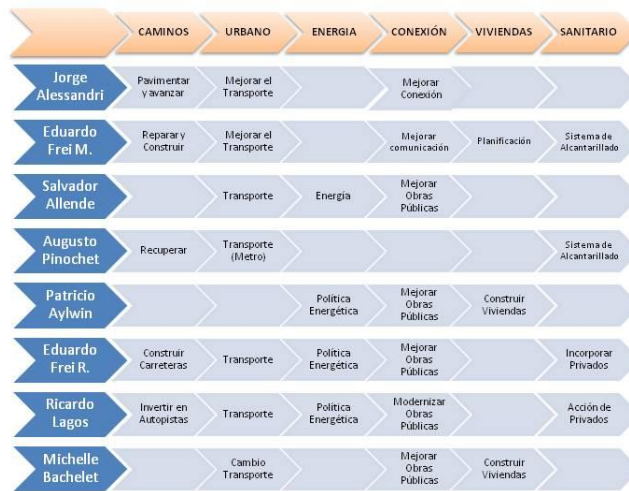 CAMINOS URBANO ENERGIA CONEXIÓN VIVIENDAS SANITARIO
Jorge Alessandri
Pavimentar y avanzar
Mejorar el Transporte
Mejorar Conexión
Eduardo Frei M.
Reparar y Construir
Mejorar el Transporte
Mejorar comunicación
Planificación
Sistema de Alcantarillado
Salvador Allende
Transporte
Energía
Mejorar Obras Públicas
Augusto Pinochet
Recuperar
Transporte (Metro)
Sistema de Alcantarillado
Patricio Aylwin
Política Energética
Mejorar Obras Públicas
Construir Viviendas
Eduardo Frei R.
Construir Carreteras
Transporte
Política Energética
Mejorar Obras Públicas
Incorporar Privados
Ricardo Lagos
Invertir en Autopistas
Transporte
Política Energética
Modernizar Obras Públicas
Acción de Privados
Michelle Bachelet
Cambio Transporte
Mejorar Obras Públicas
Construir Viviendas